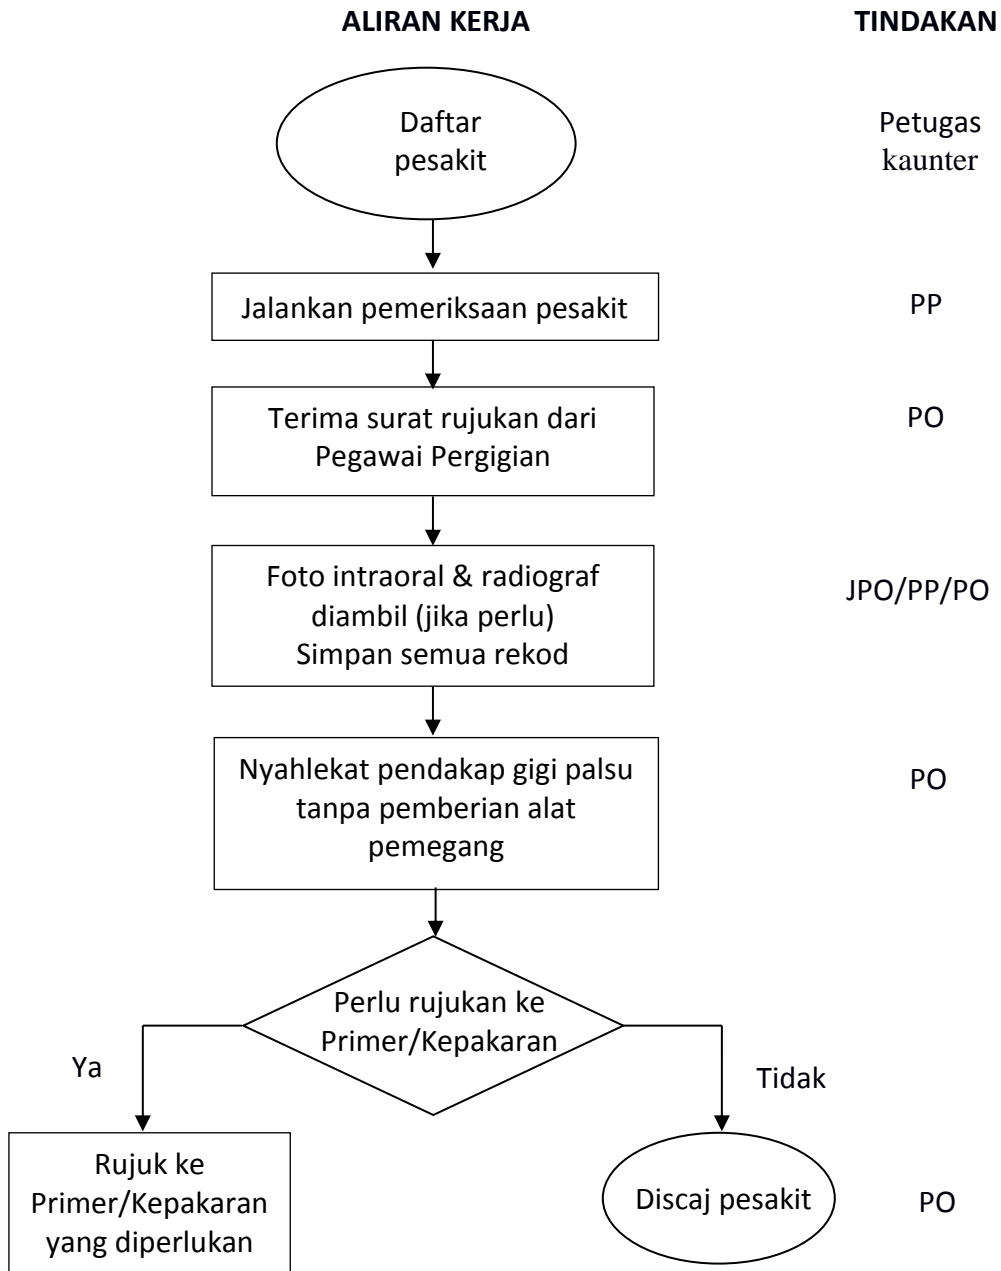 ALIRAN KERJA
TINDAKAN
Daftar
pesakit
Petugas
kaunter
Jalankan pemeriksaan pesakit
PP
Terima surat rujukan dari
Pegawai Pergigian
PO
Foto intraoral & radiograf
diambil (jika perlu)
Simpan semua rekod
JPO/PP/PO
Nyahlekat pendakap gigi palsu
tanpa pemberian alat
pemegang
PO
Perlu rujukan ke
Primer/Kepakaran
Ya
Tidak
Rujuk ke
Primer/Kepakaran
yang diperlukan
Discaj pesakit
PO